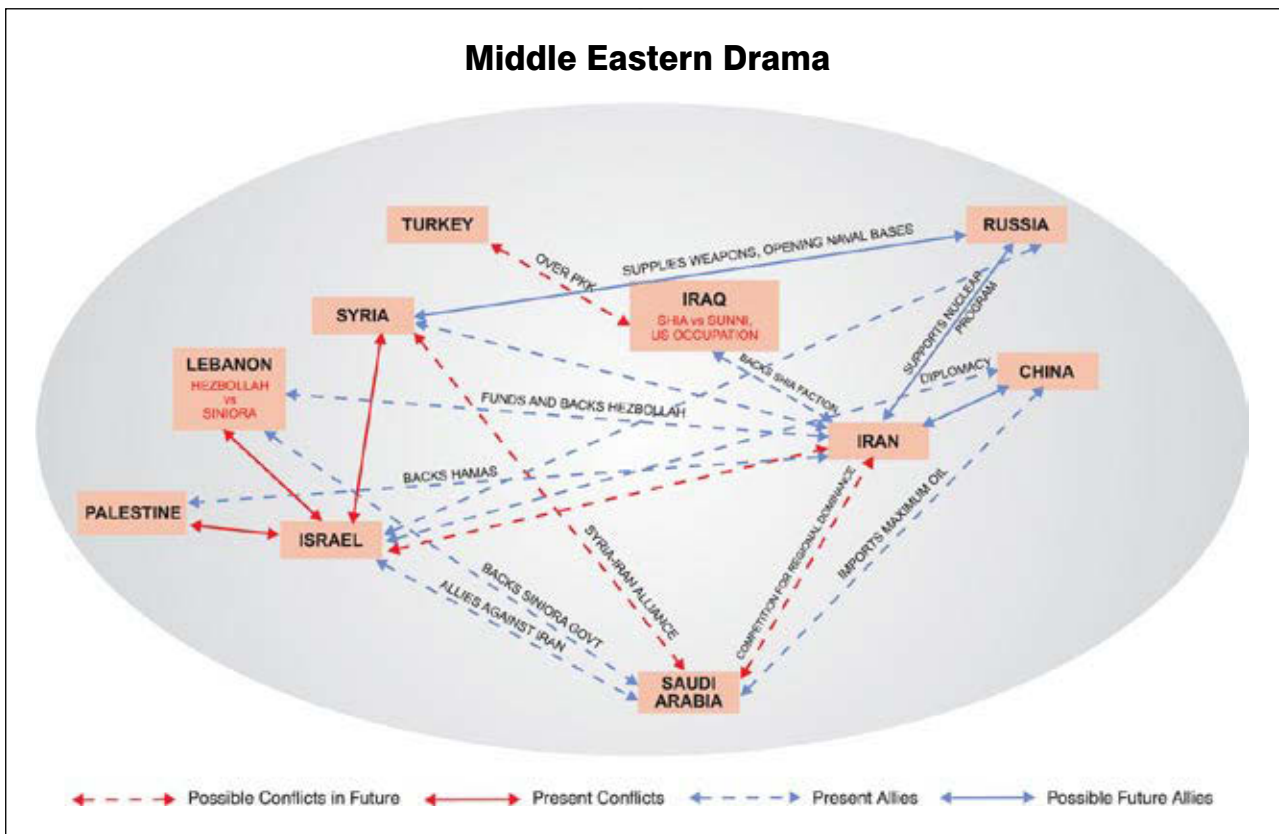 Middle Eastern Drama
TURKEY
RUSSIA
SUPPLIES WEAPONS, OPENING NAVAL BASES
OVER PKK
IRAQ
SHIA vs SUNNI,
US OCCUPATION
SYRIA
SUPPORTS NUCLEAR
PROGRAM
LEBANON
HEZBOLLAH
vs
SINIORA
BACKS SHIA FACTION
DIPLOMACY
CHINA
FUNDS AND BACKS HEZBOLLAH
IRAN
BACKS HAMAS
PALESTINE
ISRAEL
SYRIA-IRAN ALLIANCE
COMPETITION FOR REGIONAL DOMINANCE
IMPORTS MAXIMUM OIL
BACKS SINIORA GOVT
ALLIES AGAINST IRAN
SAUDI
ARABIA
Possible Conflicts in Future
Present Conflicts
Present Allies
Possible Future Allies